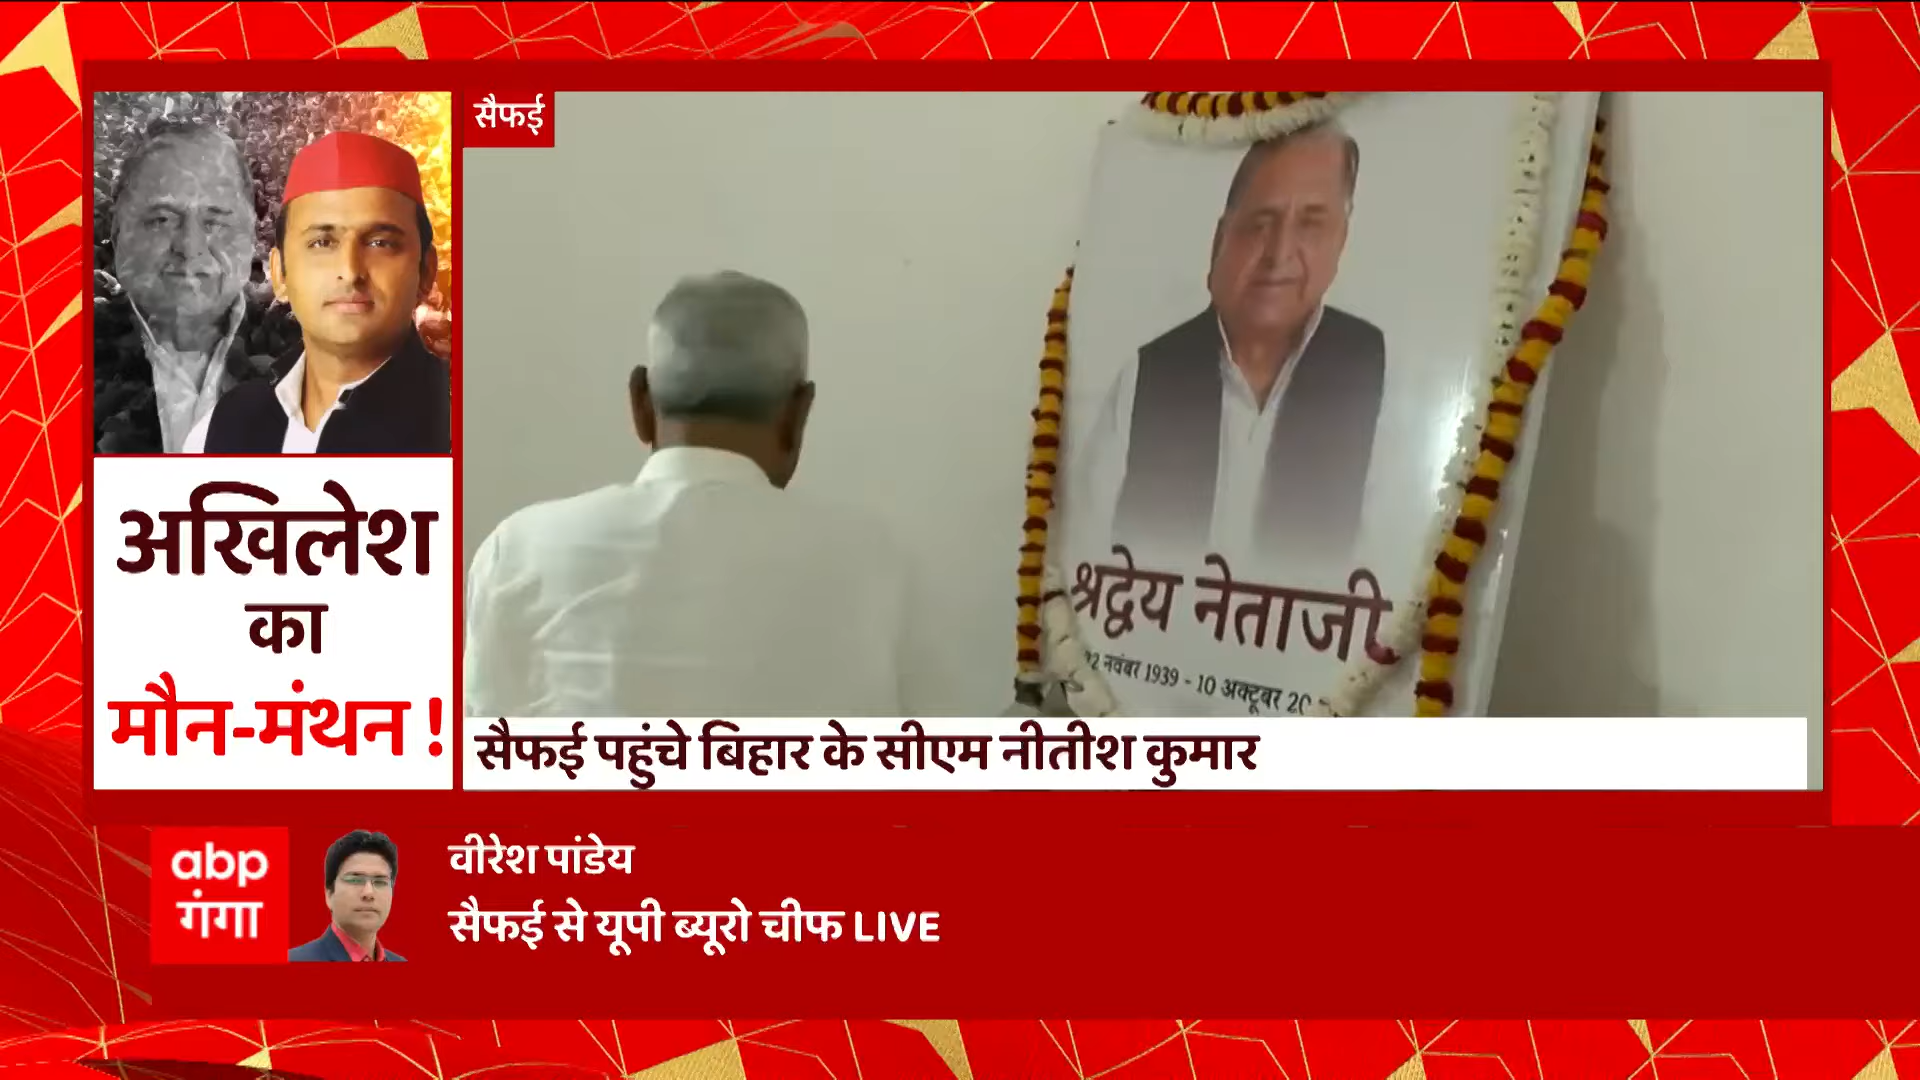 सैफई
अखिलेश
का
मौन-मंथन !
श्रद्धेय नेताजी
नवंबर 1939 - 10 अक्टूबर
सैफई पहुंचे बिहार के सीएम नीतीश कुमार
abp
गंगा
वीरेश पांडेय
सैफई से यूपी ब्यूरो चीफ LIVE